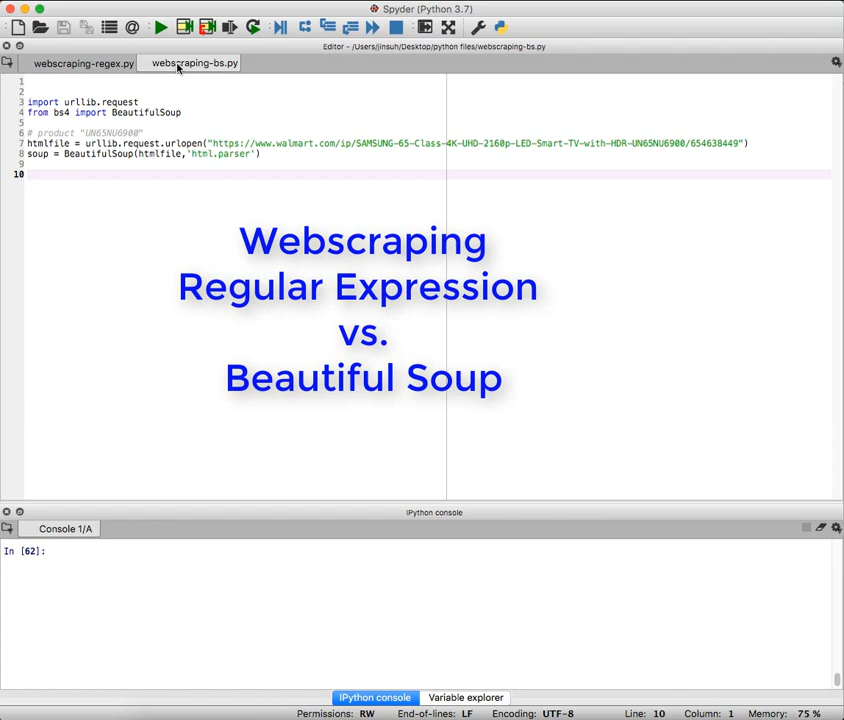 Spyder (Python 3.7)
Editor - /Users/jinsuh/Desktop/python files/webscraping-bs.py
webscraping-regex.py
webscraping-bs.py
1
2
3 import urllib.request
4 from bs4 import BeautifulSoup
5
6 # product "UN65NU6900"
7 htmlfile = urllib.request.urlopen("https://www.walmart.com/ip/SAMSUNG-65-Class-4K-UHD-2160p-LED-Smart-TV-with-HDR-UN65NU6900/654638449")
8 soup = BeautifulSoup(htmlfile,'html.parser')
9
10
Webscraping
Regular Expression
vs.
Beautiful Soup
IPython console
Console 1/A
In [62]:
IPython console
Variable explorer
Permissions: RW End-of-lines: LF Encoding: UTF-8 Line: 10 Column: 1 Memory: 75 %